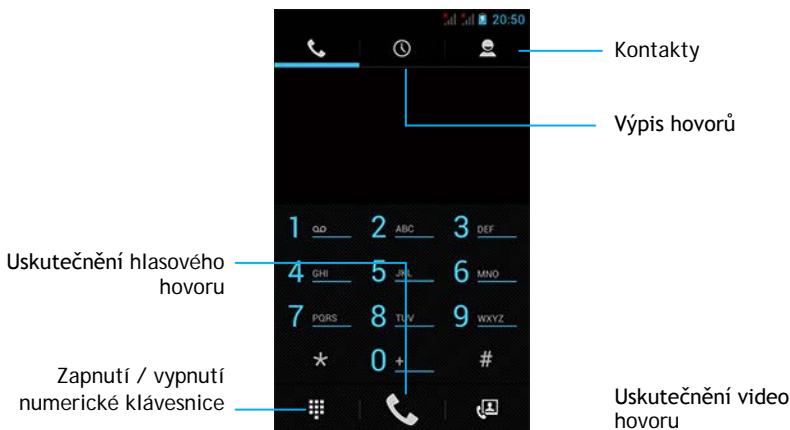 20:50
Kontakty
Výpis hovorů
1
2 ABC
3 DEF
Uskutečnění hlasového
hovoru
4 GHI
5 JKL
6 MNO
7 PQRS
8 TUV
9 WXYZ
*
0 +
#
Zapnutí / vypnutí
numerické klávesnice
Uskutečnění video
hovoru